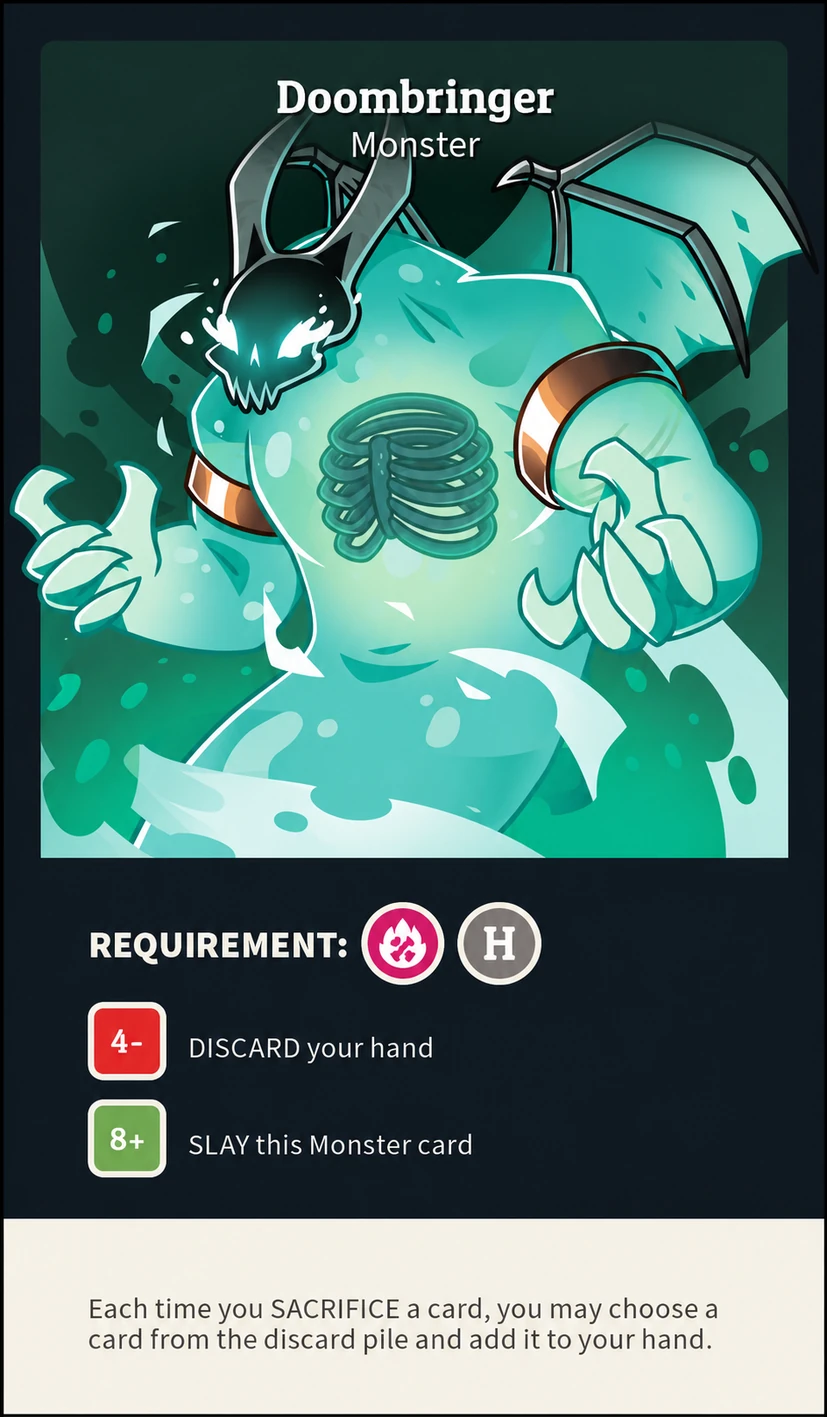 Doombringer
Monster
REQUIREMENT: H
4- DISCARD your hand
8+ SLAY this Monster card
Each time you SACRIFICE a card, you may choose a
card from the discard pile and add it to your hand.